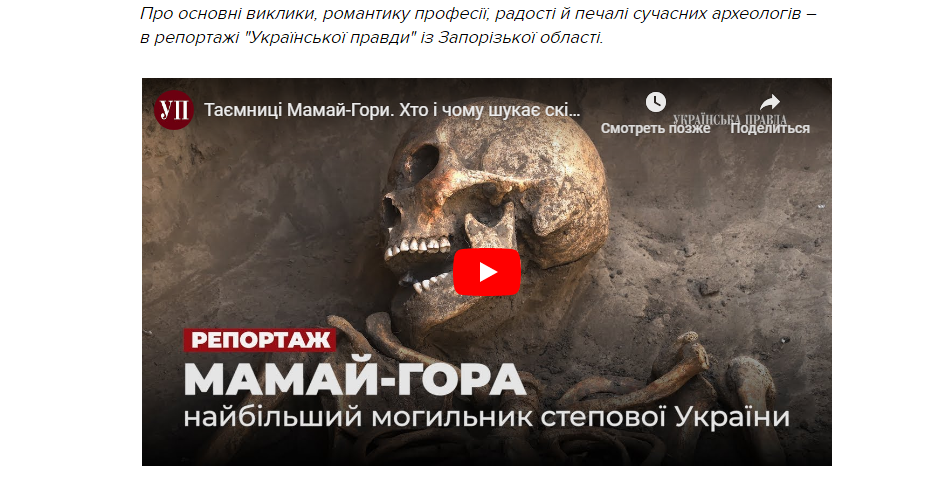 Про основні виклики, романтику професії, радості й печалі сучасних археологів –
в репортажі "Української правди" із Запорізької області.
УП
Таємниці Мамай-Гори. Хто і чому шукає скі...
УКРАЇНСЬКА ПРАВДА
Смотреть позже
Поделиться
РЕПОРТАЖ
МАМАЙ-ГОРА
найбільший могильник степової України